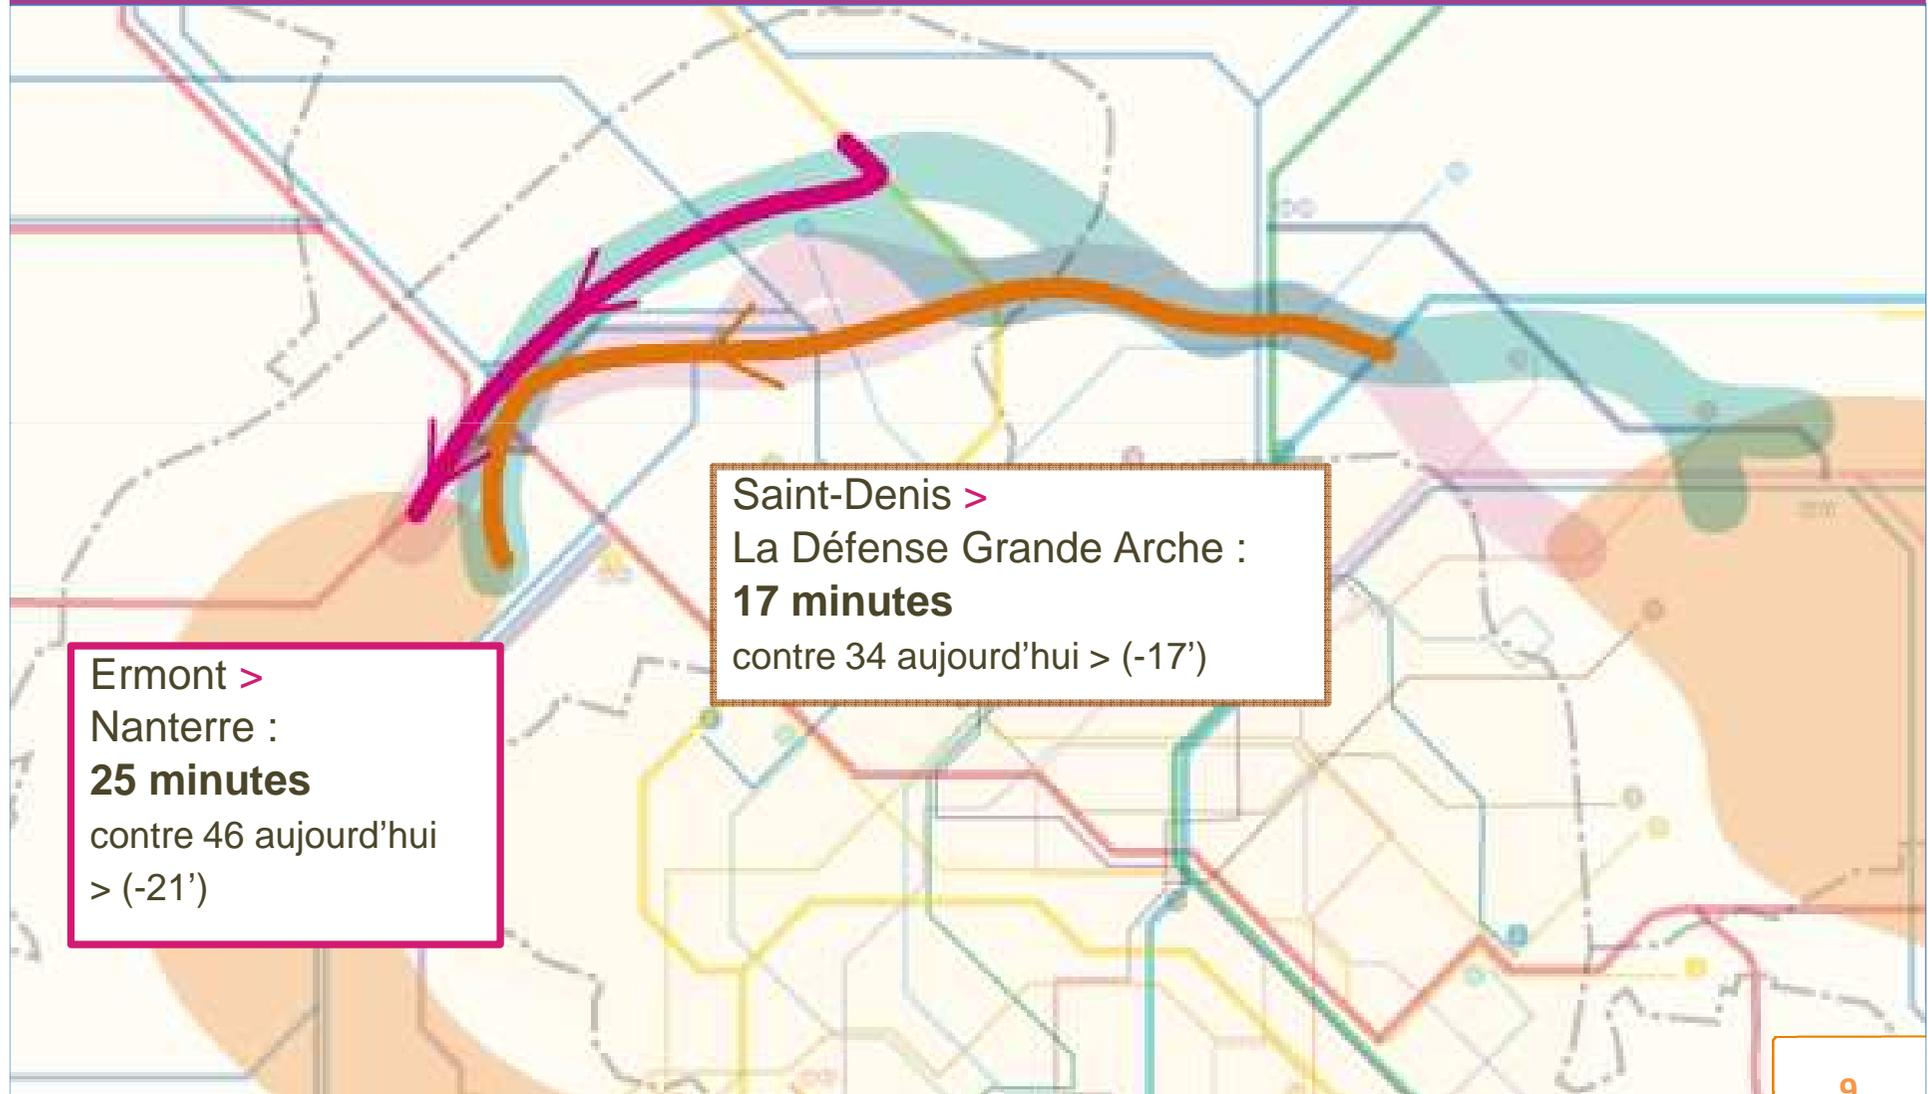 Saint-Denis >
La Défense Grande Arche :
17 minutes
contre 34 aujourd’hui > (-17’)
Ermont >
Nanterre :
25 minutes
contre 46 aujourd’hui
> (-21’)
9